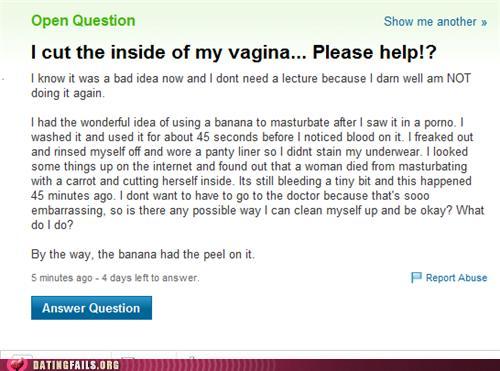 Open Question
Show me another »
I cut the inside of my vagina... Please help!?
I know it was a bad idea now and I dont need a lecture because I darn well am NOT
doing it again.
I had the wonderful idea of using a banana to masturbate after I saw it in a porno. I
washed it and used it for about 45 seconds before I noticed blood on it. I freaked out
and rinsed myself off and wore a panty liner so I didnt stain my underwear. I looked
some things up on the internet and found out that a woman died from masturbating
with a carrot and cutting herself inside. Its still bleeding a tiny bit and this happened
45 minutes ago. I dont want to have to go to the doctor because that's sooo
embarrassing, so is there any possible way I can clean myself up and be okay? What
do I do?
By the way, the banana had the peel on it.
5 minutes ago - 4 days left to answer.
Report Abuse
Answer Question
DATINGFAILS.ORG